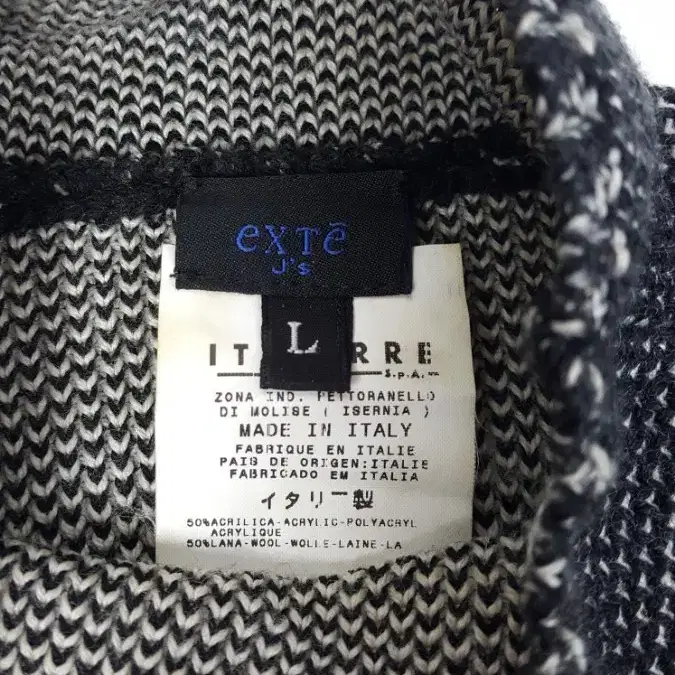 exTē
J's
L
IT RRE
S.p.A.
ZONA IND. PETTORANELLO
DI MOLISE ( ISERNIA )
MADE IN ITALY
FABRIQUE EN ITALIE
PAIS DE ORIGEN:ITALIE
FABRICADO EM ITALIA
イタリー製
50%ACRILICA-ACRYLIC-POLYACRYL
ACRYLIQUE
50%LANA-WOOL-WOLLE-LAINE-LA